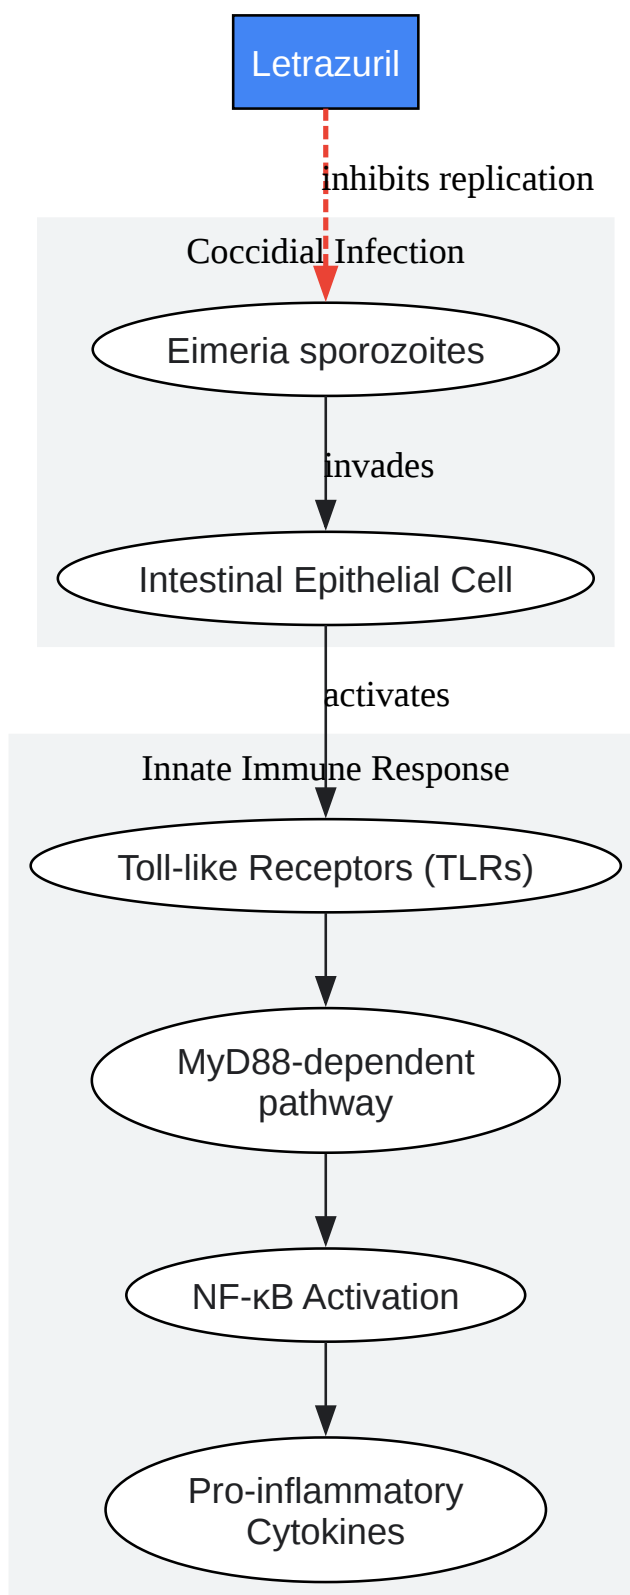 Letrazuril
inhibits replication
Coccidial Infection
Eimeria sporozoites
invades
Intestinal Epithelial Cell
activates
Innate Immune Response
Toll-like Receptors (TLRs)
MyD88-dependent
pathway
NF-κB Activation
Pro-inflammatory
Cytokines